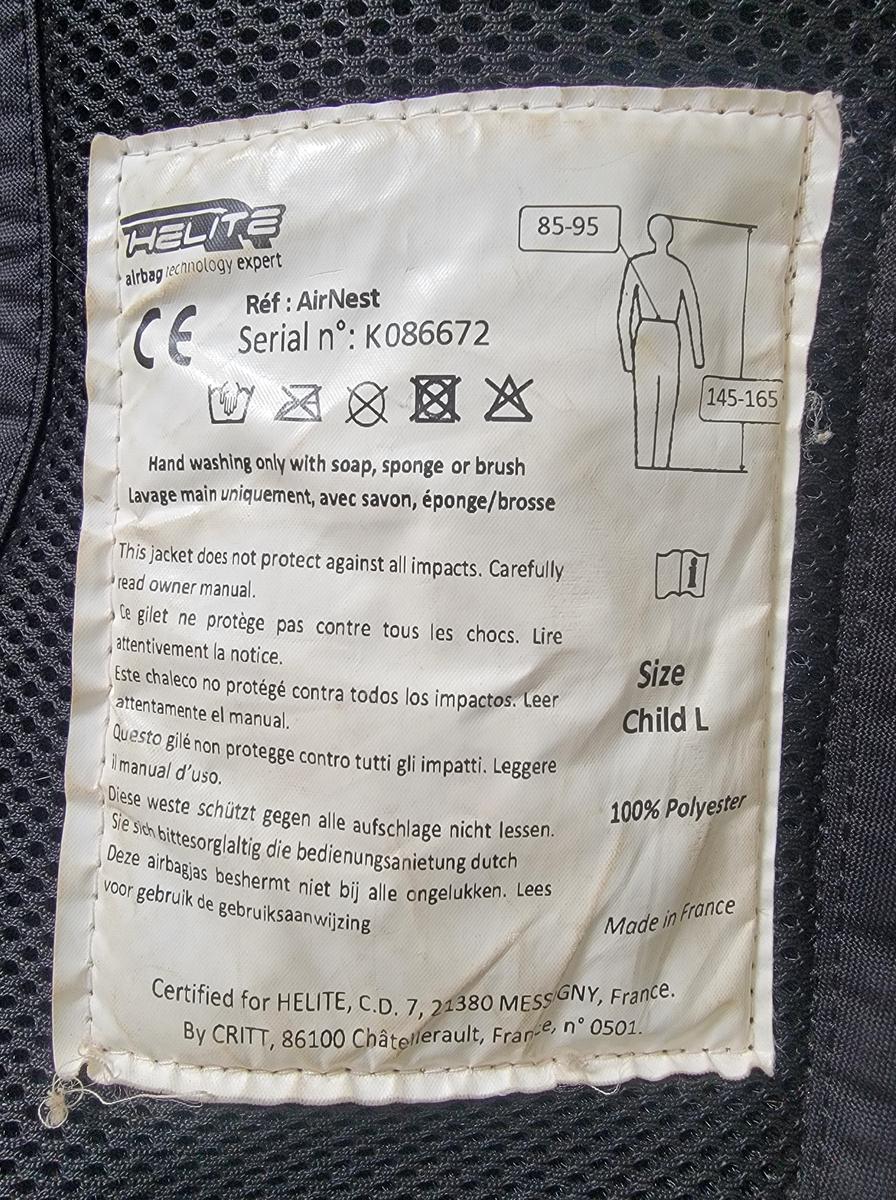 HELITE
airbag technology expert
CE
Réf : AirNest
Serial n°: K086672
85-95
145-165
Hand washing only with soap, sponge or brush
Lavage main uniquement, avec savon, éponge/brosse
This jacket does not protect against all impacts. Carefully
read owner manual.
Ce gilet ne protège pas contre tous les chocs. Lire
attentivement la notice.
Este chaleco no protégé contra todos los impactos. Leer
attentamente el manual.
Questo gilé non protegge contro tutti gli impatti. Leggere
il manual d'uso.
Diese weste schützt gegen alle aufschlage nicht lessen.
Sie sich bittesorglaltig die bedienungsanietung dutch
Deze airbagjas beshermt niet bij alle ongelukken. Lees
voor gebruik de gebruiksaanwijzing
i
Size
Child L
100% Polyester
Made in France
Certified for HELITE, C.D. 7, 21380 MESSIGNY, France.
By CRITT, 86100 Châtellerault, France, n° 0501.